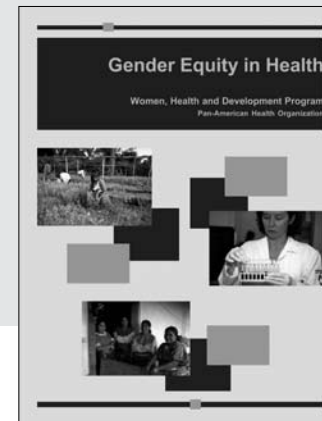 Gender Equity in Health
Women, Health and Development Program
Pan-American Health Organization